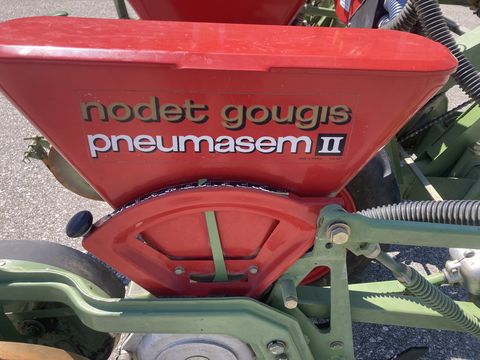 nodet gougis
pneumasem II